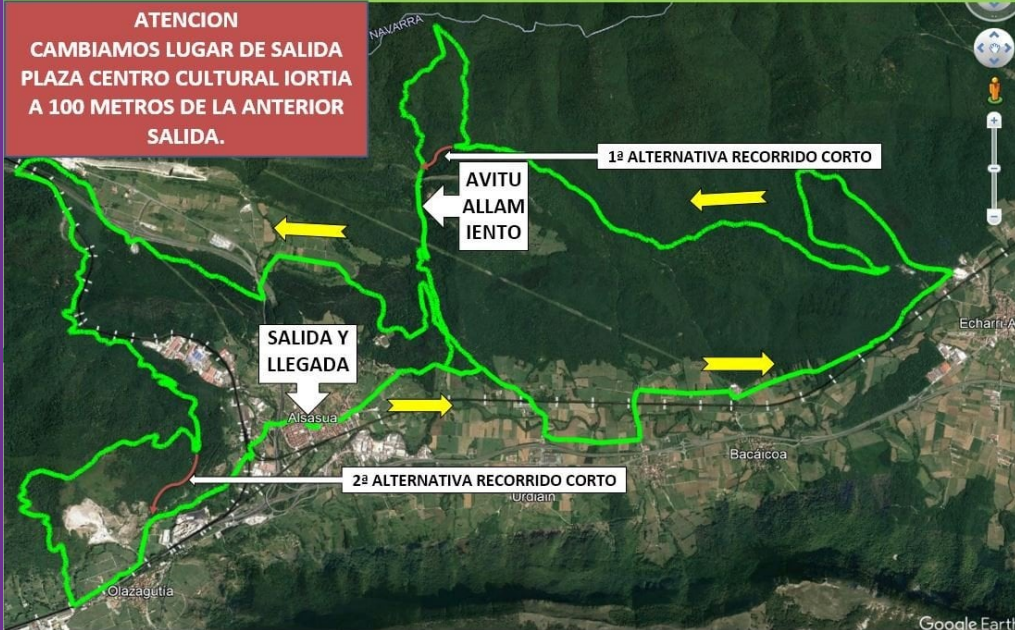 ATENCION
CAMBIAMOS LUGAR DE SALIDA
PLAZA CENTRO CULTURAL IORTIA
A 100 METROS DE LA ANTERIOR
SALIDA.
NAVARRA
1ª ALTERNATIVA RECORRIDO CORTO
AVITU
ALLAM
IENTO
SALIDA Y
LLEGADA
Echarri-A
Alsasua
Bacáicoa
2ª ALTERNATIVA RECORRIDO CORTO
Urdiain
Olazagutia
Google Earth